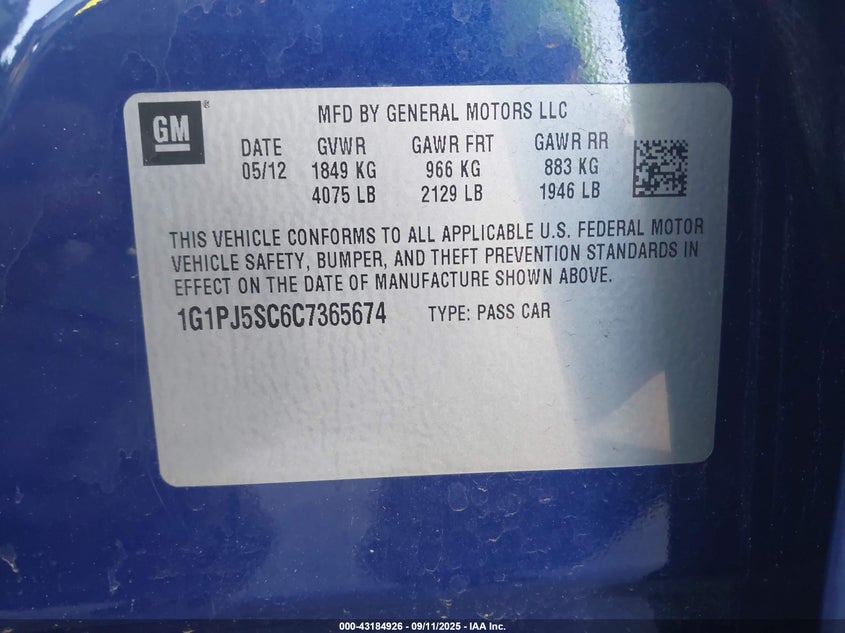 GM
MFD BY GENERAL MOTORS LLC
DATE GVWR GAWR FRT GAWR RR
05/12 1849 KG 966 KG 883 KG
4075 LB 2129 LB 1946 LB
THIS VEHICLE CONFORMS TO ALL APPLICABLE U.S. FEDERAL MOTOR
VEHICLE SAFETY, BUMPER, AND THEFT PREVENTION STANDARDS IN
EFFECT ON THE DATE OF MANUFACTURE SHOWN ABOVE.
1G1PJ5SC6C7365674 TYPE: PASS CAR
000-43184926 - 09/11/2025 - IAA Inc.